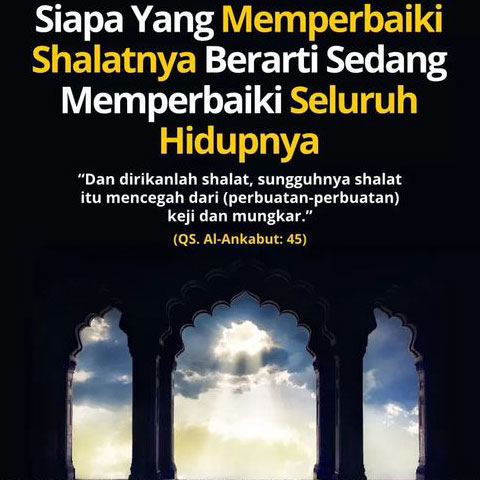 Siapa Yang Memperbaiki
Shalatnya Berarti Sedang
Memperbaiki Seluruh
Hidupnya
“Dan dirikanlah shalat, sungguhnya shalat
itu mencegah dari (perbuatan-perbuatan)
keji dan mungkar.”
(QS. Al-Ankabut: 45)